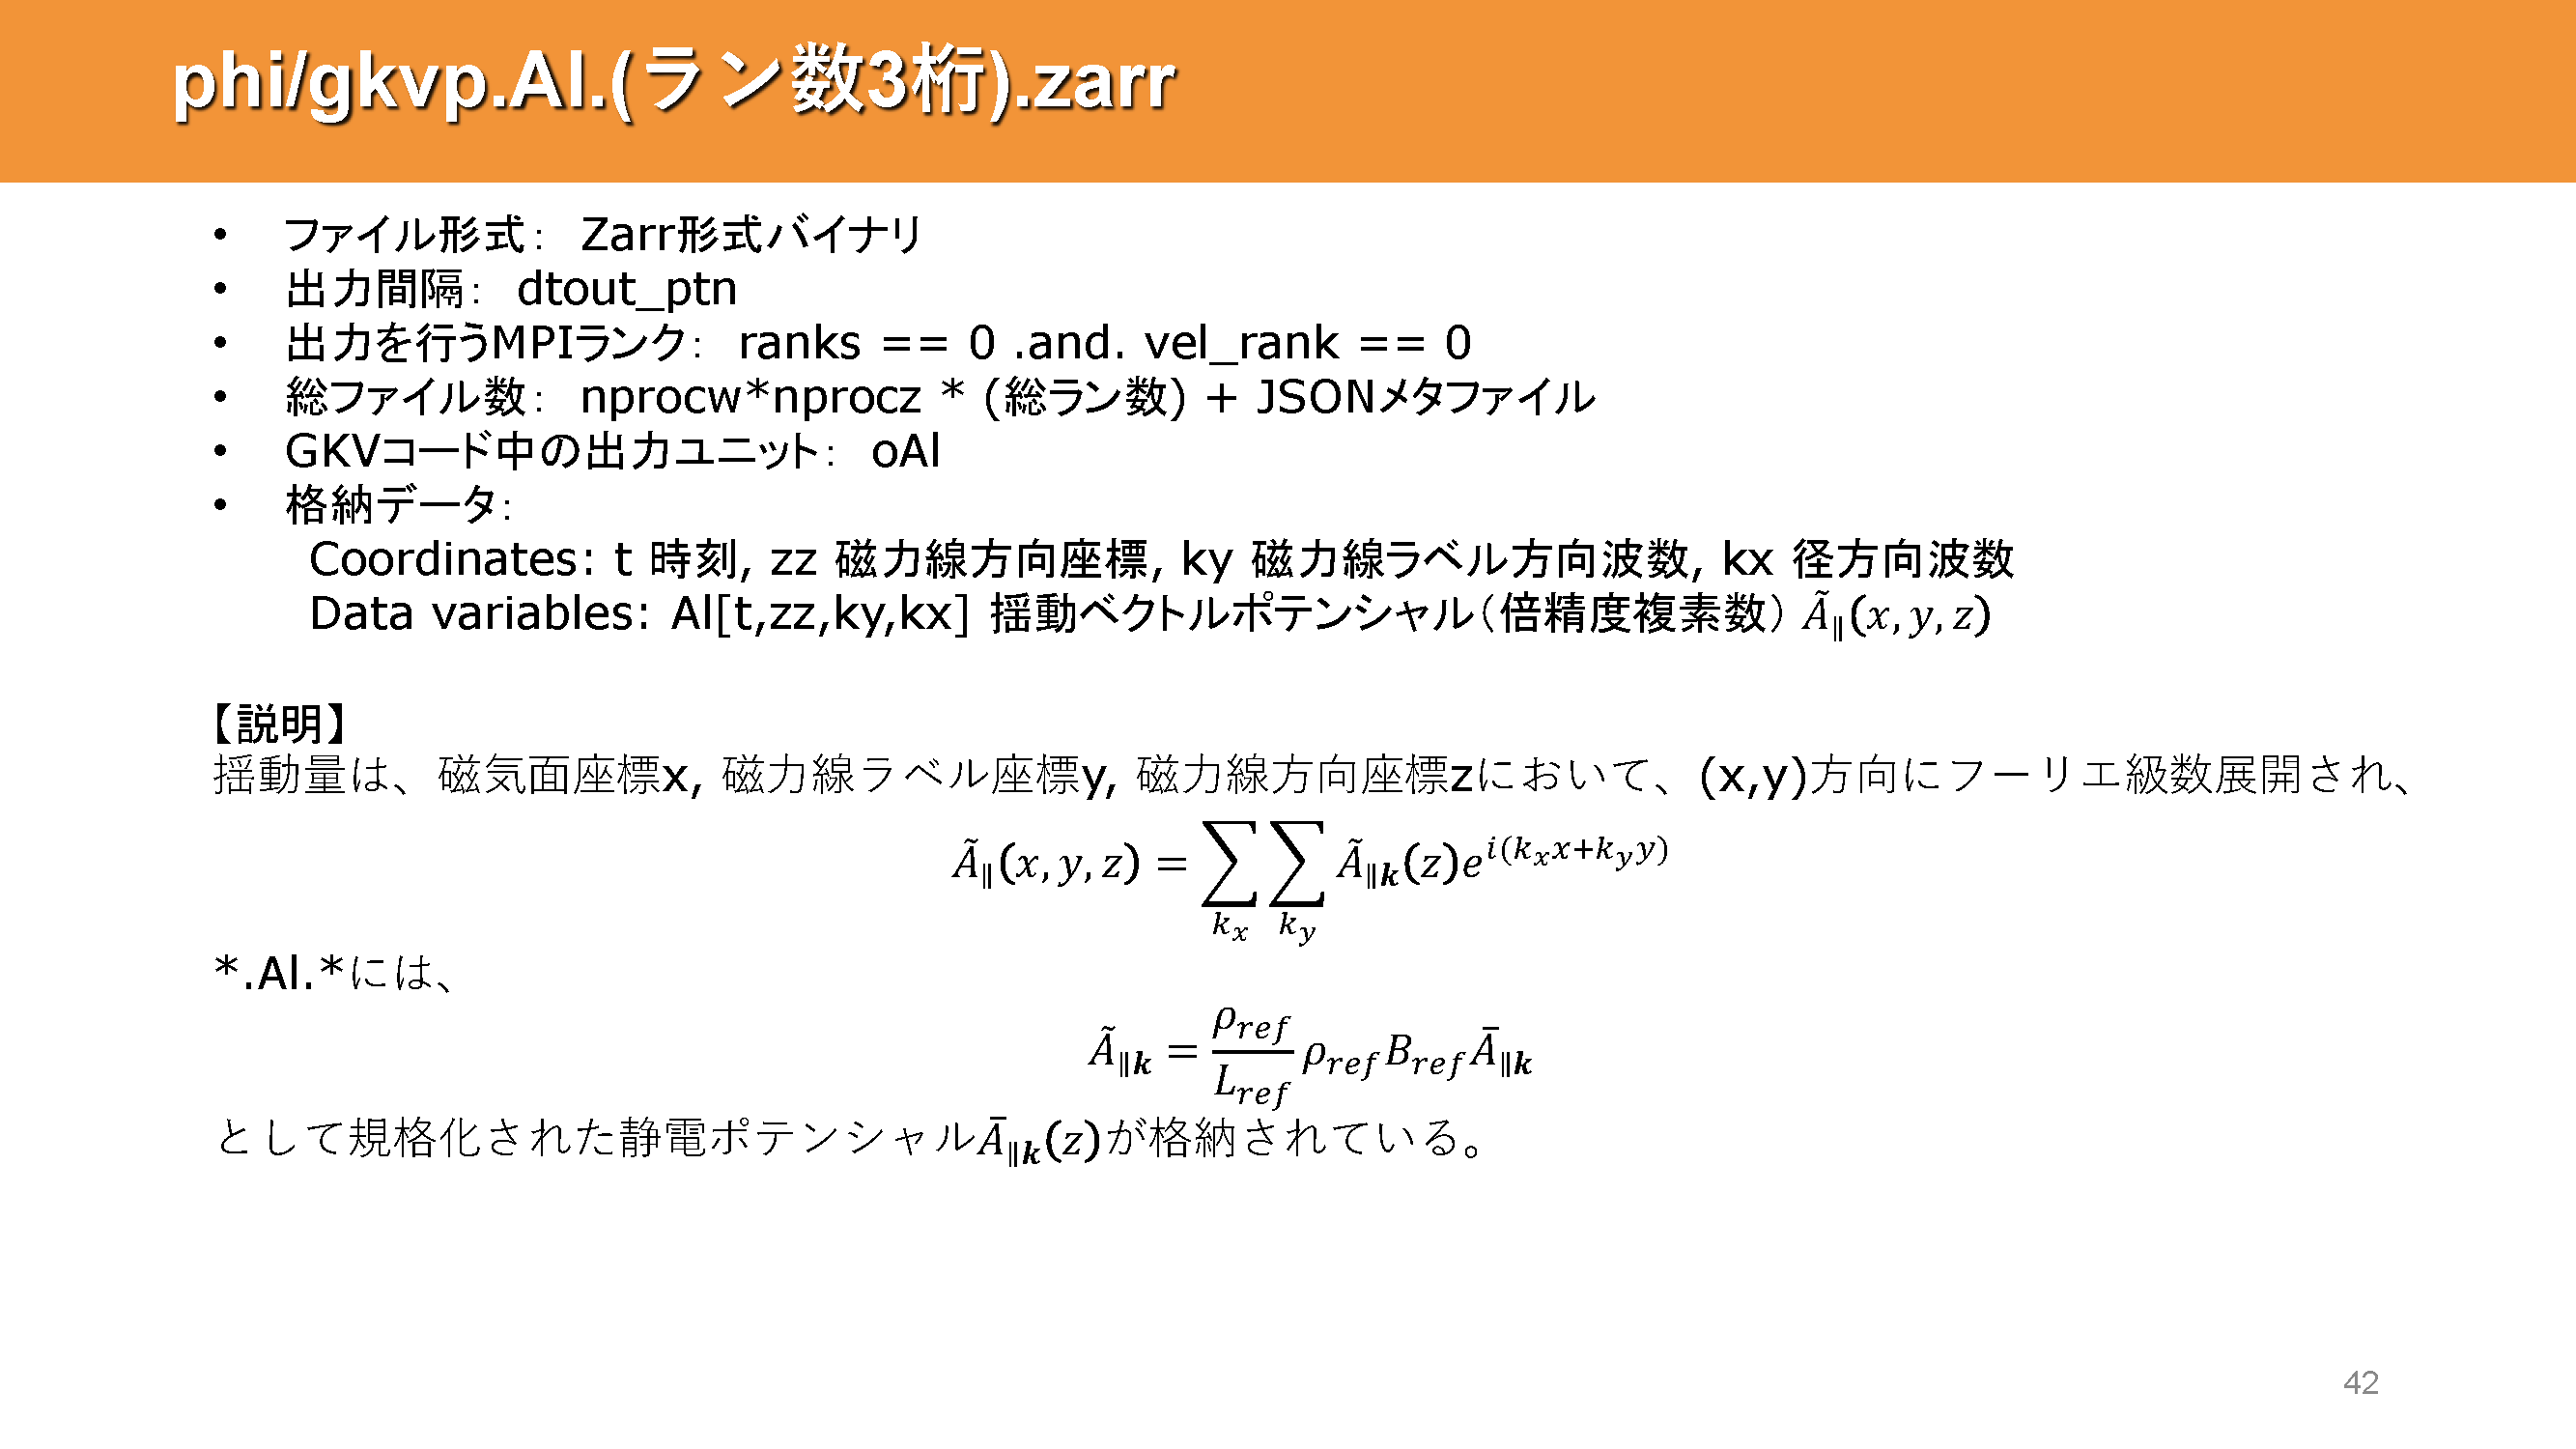 phi/gkvp.Al.(ラン数3桁).zarr
• ファイル形式： Zarr形式バイナリ
• 出力間隔： dtout_ptn
• 出力を行うMPIランク： ranks == 0 .and. vel_rank == 0
• 総ファイル数： nprocw*nprocz * (総ラン数) + JSONメタファイル
• GKVコード中の出力ユニット： oAl
• 格納データ：
Coordinates: t 時刻, zz 磁力線方向座標, ky 磁力線ラベル方向波数, kx 径方向波数
Data variables: Al[t,zz,ky,kx] 揺動ベクトルポテンシャル（倍精度複素数） $\tilde{A}_{\parallel}(x,y,z)$
【説明】
揺動量は、磁気面座標x, 磁力線ラベル座標y, 磁力線方向座標zにおいて、(x,y)方向にフーリエ級数展開され、
$\tilde{A}_{\parallel}(x,y,z) = \sum_{k_x}\sum_{k_y} \tilde{A}_{\parallel\boldsymbol{k}}(z)e^{i(k_x x+k_y y)}$
*.Al.*には、
$\tilde{A}_{\parallel\boldsymbol{k}} = \frac{\rho_{ref}}{L_{ref}}\rho_{ref}B_{ref}\bar{A}_{\parallel\boldsymbol{k}}$
として規格化された静電ポテンシャル$\bar{A}_{\parallel\boldsymbol{k}}(z)$が格納されている。
42